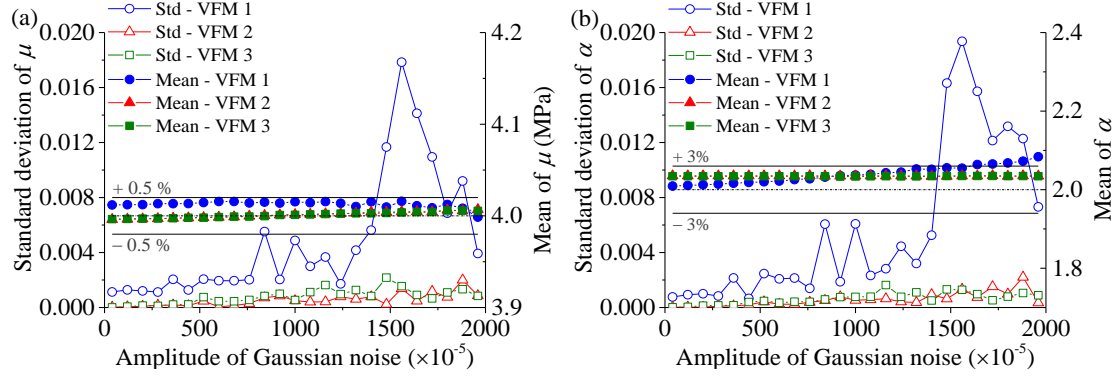 (a)
Std - VFM 1
Std - VFM 2
Std - VFM 3
Mean - VFM 1
Mean - VFM 2
Mean - VFM 3
0.020
0.016
0.012
0.008
0.004
0.000
Standard deviation of μ
4.2
4.1
4.0
3.9
Mean of μ (MPa)
+ 0.5 %
− 0.5 %
0 500 1000 1500 2000
Amplitude of Gaussian noise (×10⁻⁵)
(b)
Std - VFM 1
Std - VFM 2
Std - VFM 3
Mean - VFM 1
Mean - VFM 2
Mean - VFM 3
0.020
0.016
0.012
0.008
0.004
0.000
Standard deviation of α
2.4
2.2
2.0
1.8
Mean of α
+ 3%
− 3%
0 500 1000 1500 2000
Amplitude of Gaussian noise (×10⁻⁵)